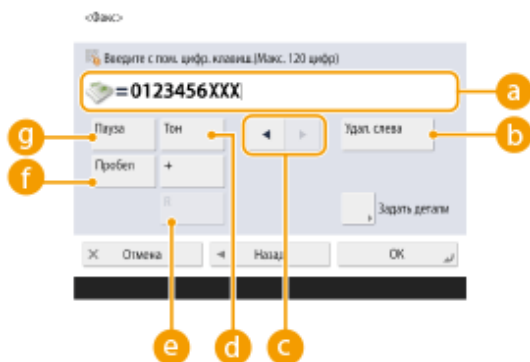 <Факс>
Введите с пом. цифр. клавиш.(Макс. 120 цифр)
=0123456XXX
a
g
Пауза
Тон
Удал. слева
b
f
Пробел
+
R
Задать детали
Отмена
Назад
OK
e
d
c